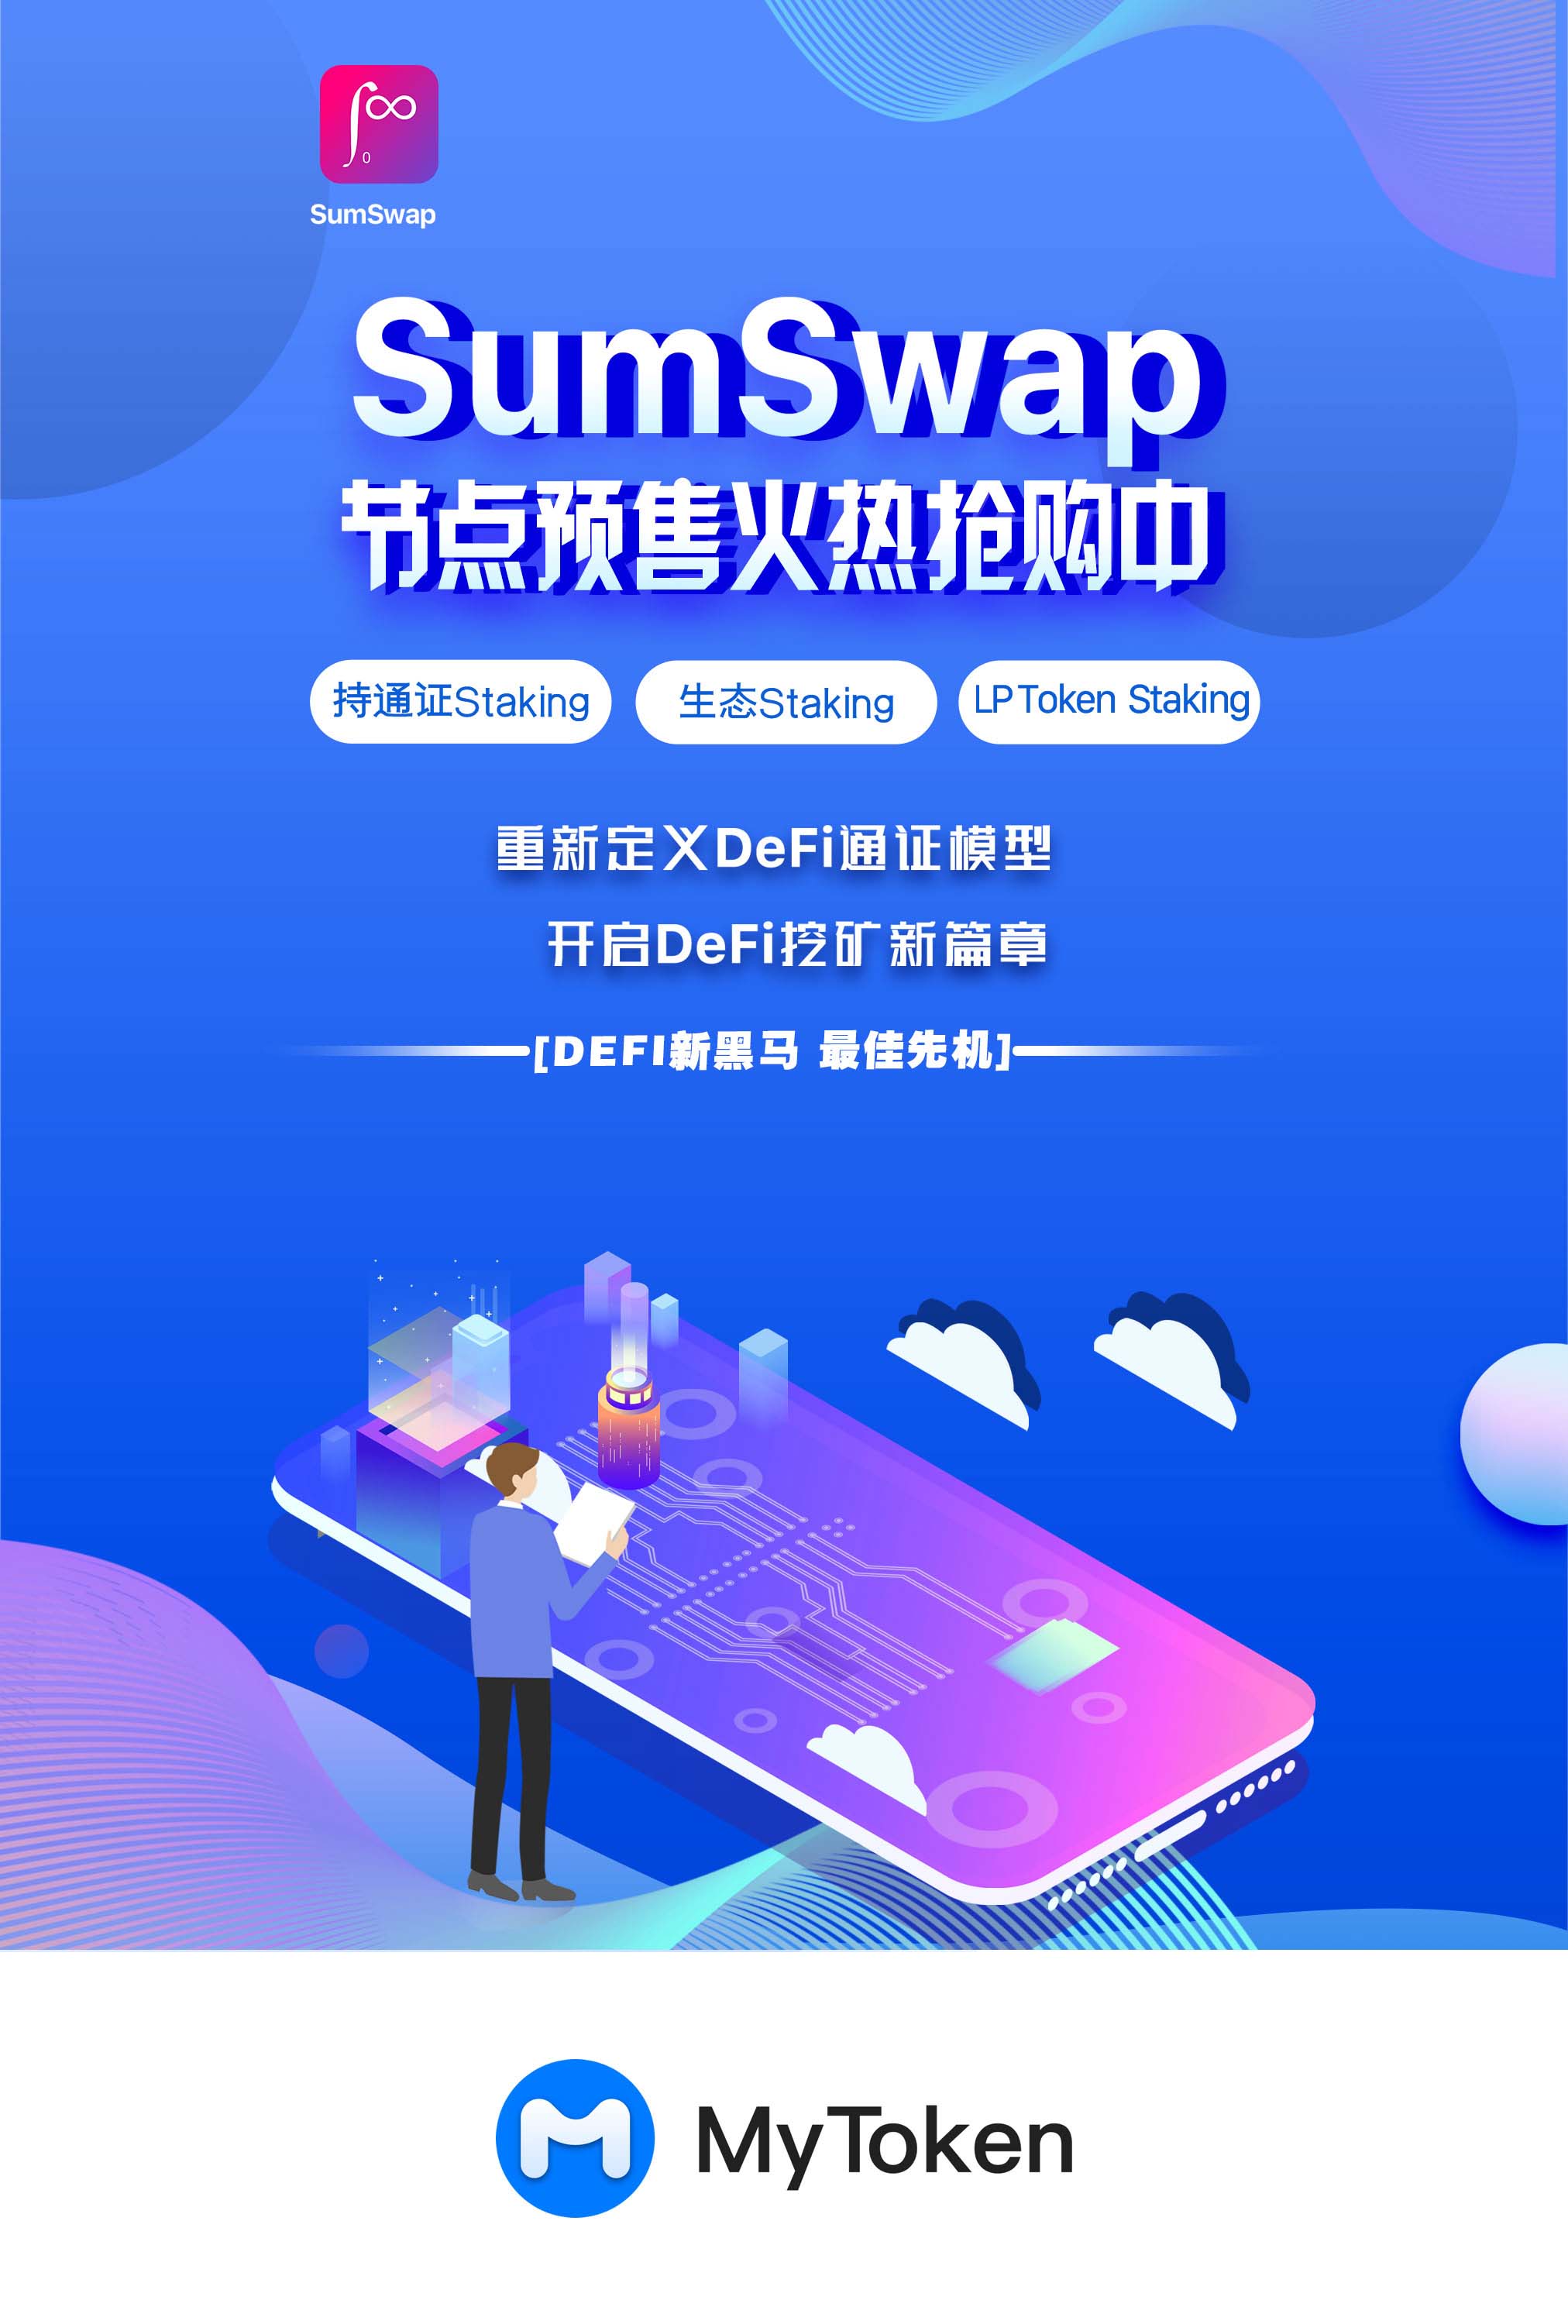 ∫∞0
SumSwap
SumSwap
节点预售火热抢购中
持通证Staking
生态Staking
LP Token Staking
重新定义DeFi通证模型
开启DeFi挖矿新篇章
[DEFI新黑马 最佳先机]
MyToken